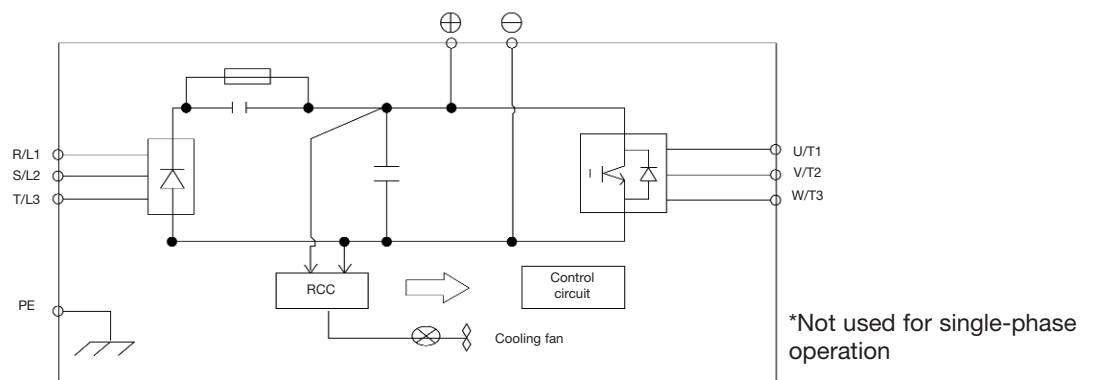 R/L1
S/L2
T/L3
U/T1
V/T2
W/T3
PE
RCC
Control
circuit
Cooling fan
*Not used for single-phase
operation